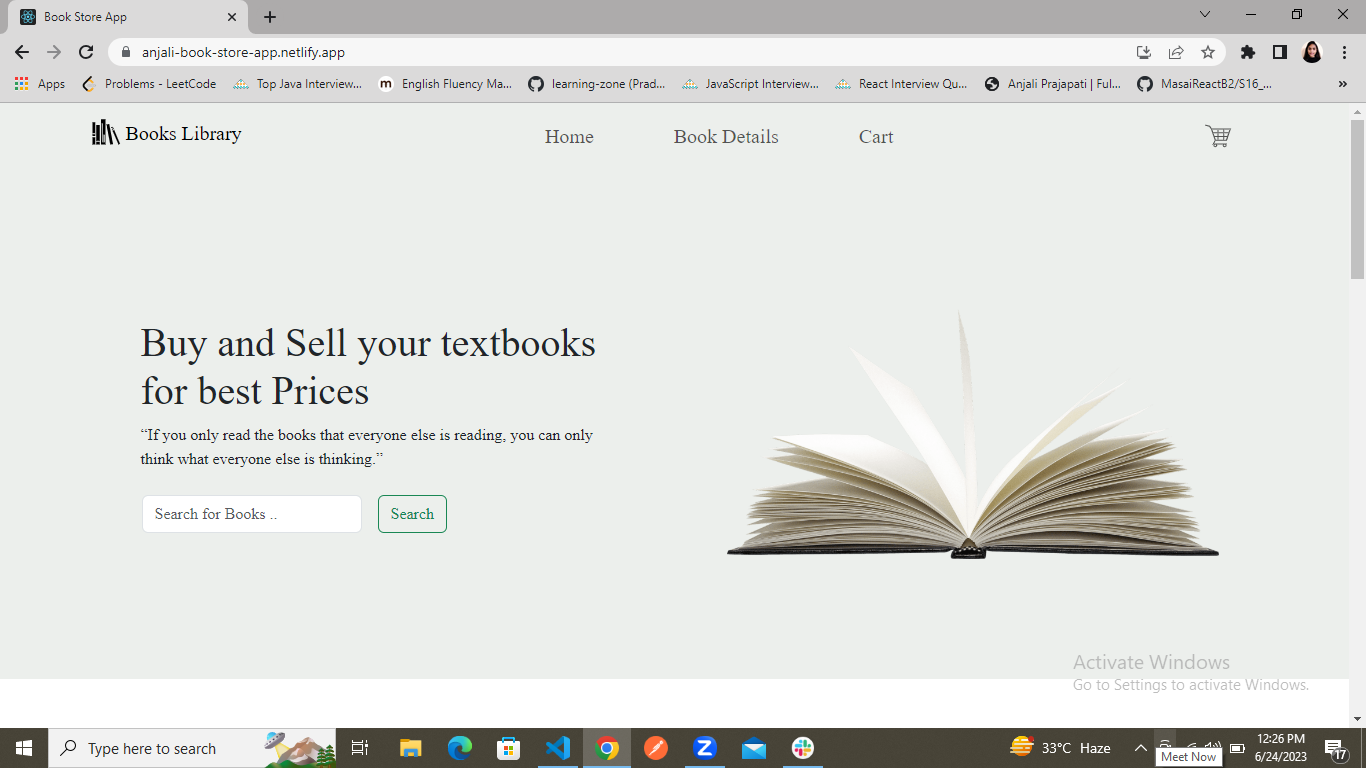 Book Store App
anjali-book-store-app.netlify.app
Apps
Problems - LeetCode
Top Java Interview...
English Fluency Ma...
learning-zone (Prad...
JavaScript Interview...
React Interview Qu...
Anjali Prajapati | Ful...
MasaiReactB2/S16_...
»
Books Library
Home
Book Details
Cart
Buy and Sell your textbooks
for best Prices
“If you only read the books that everyone else is reading, you can only
think what everyone else is thinking.”
Search for Books ..
Search
Activate Windows
Go to Settings to activate Windows.
Type here to search
33°C Haze
12:26 PM
6/24/2023
17
Meet Now